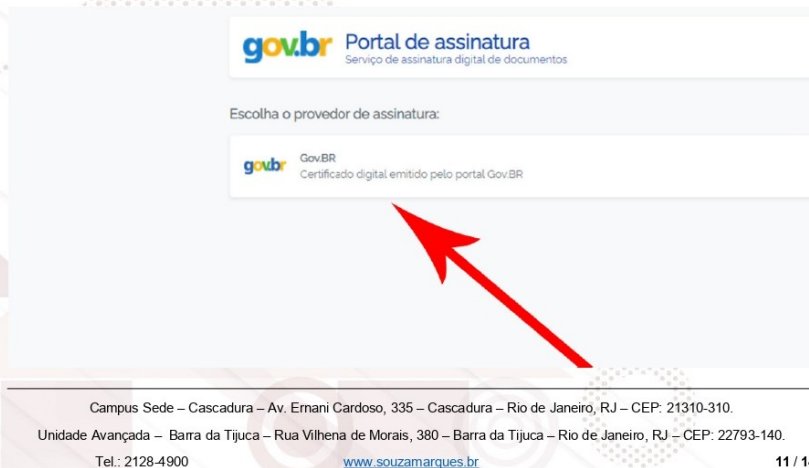 gov.br Portal de assinatura
Serviço de assinatura digital de documentos
Escolha o provedor de assinatura:
gov.br Gov.BR
Certificado digital emitido pelo portal Gov.BR
Campus Sede – Cascadura – Av. Ernani Cardoso, 335 – Cascadura – Rio de Janeiro, RJ – CEP: 21310-310.
Unidade Avançada – Barra da Tijuca – Rua Vilhena de Morais, 380 – Barra da Tijuca – Rio de Janeiro, RJ – CEP: 22793-140.
Tel.: 2128-4900 www.souzamarques.br 11 / 1